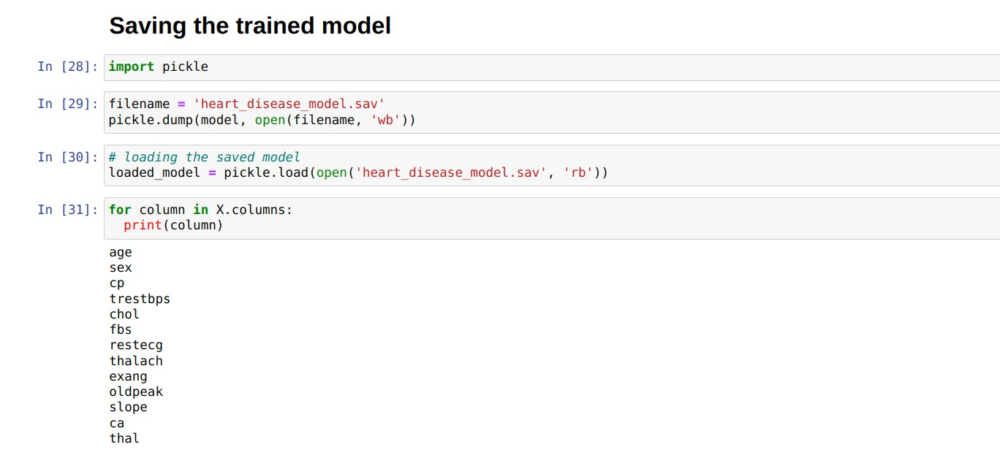 Saving the trained model
In [28]: import pickle
In [29]: filename = 'heart_disease_model.sav'
pickle.dump(model, open(filename, 'wb'))
In [30]: # loading the saved model
loaded_model = pickle.load(open('heart_disease_model.sav', 'rb'))
In [31]: for column in X.columns:
  print(column)
age
sex
cp
trestbps
chol
fbs
restecg
thalach
exang
oldpeak
slope
ca
thal